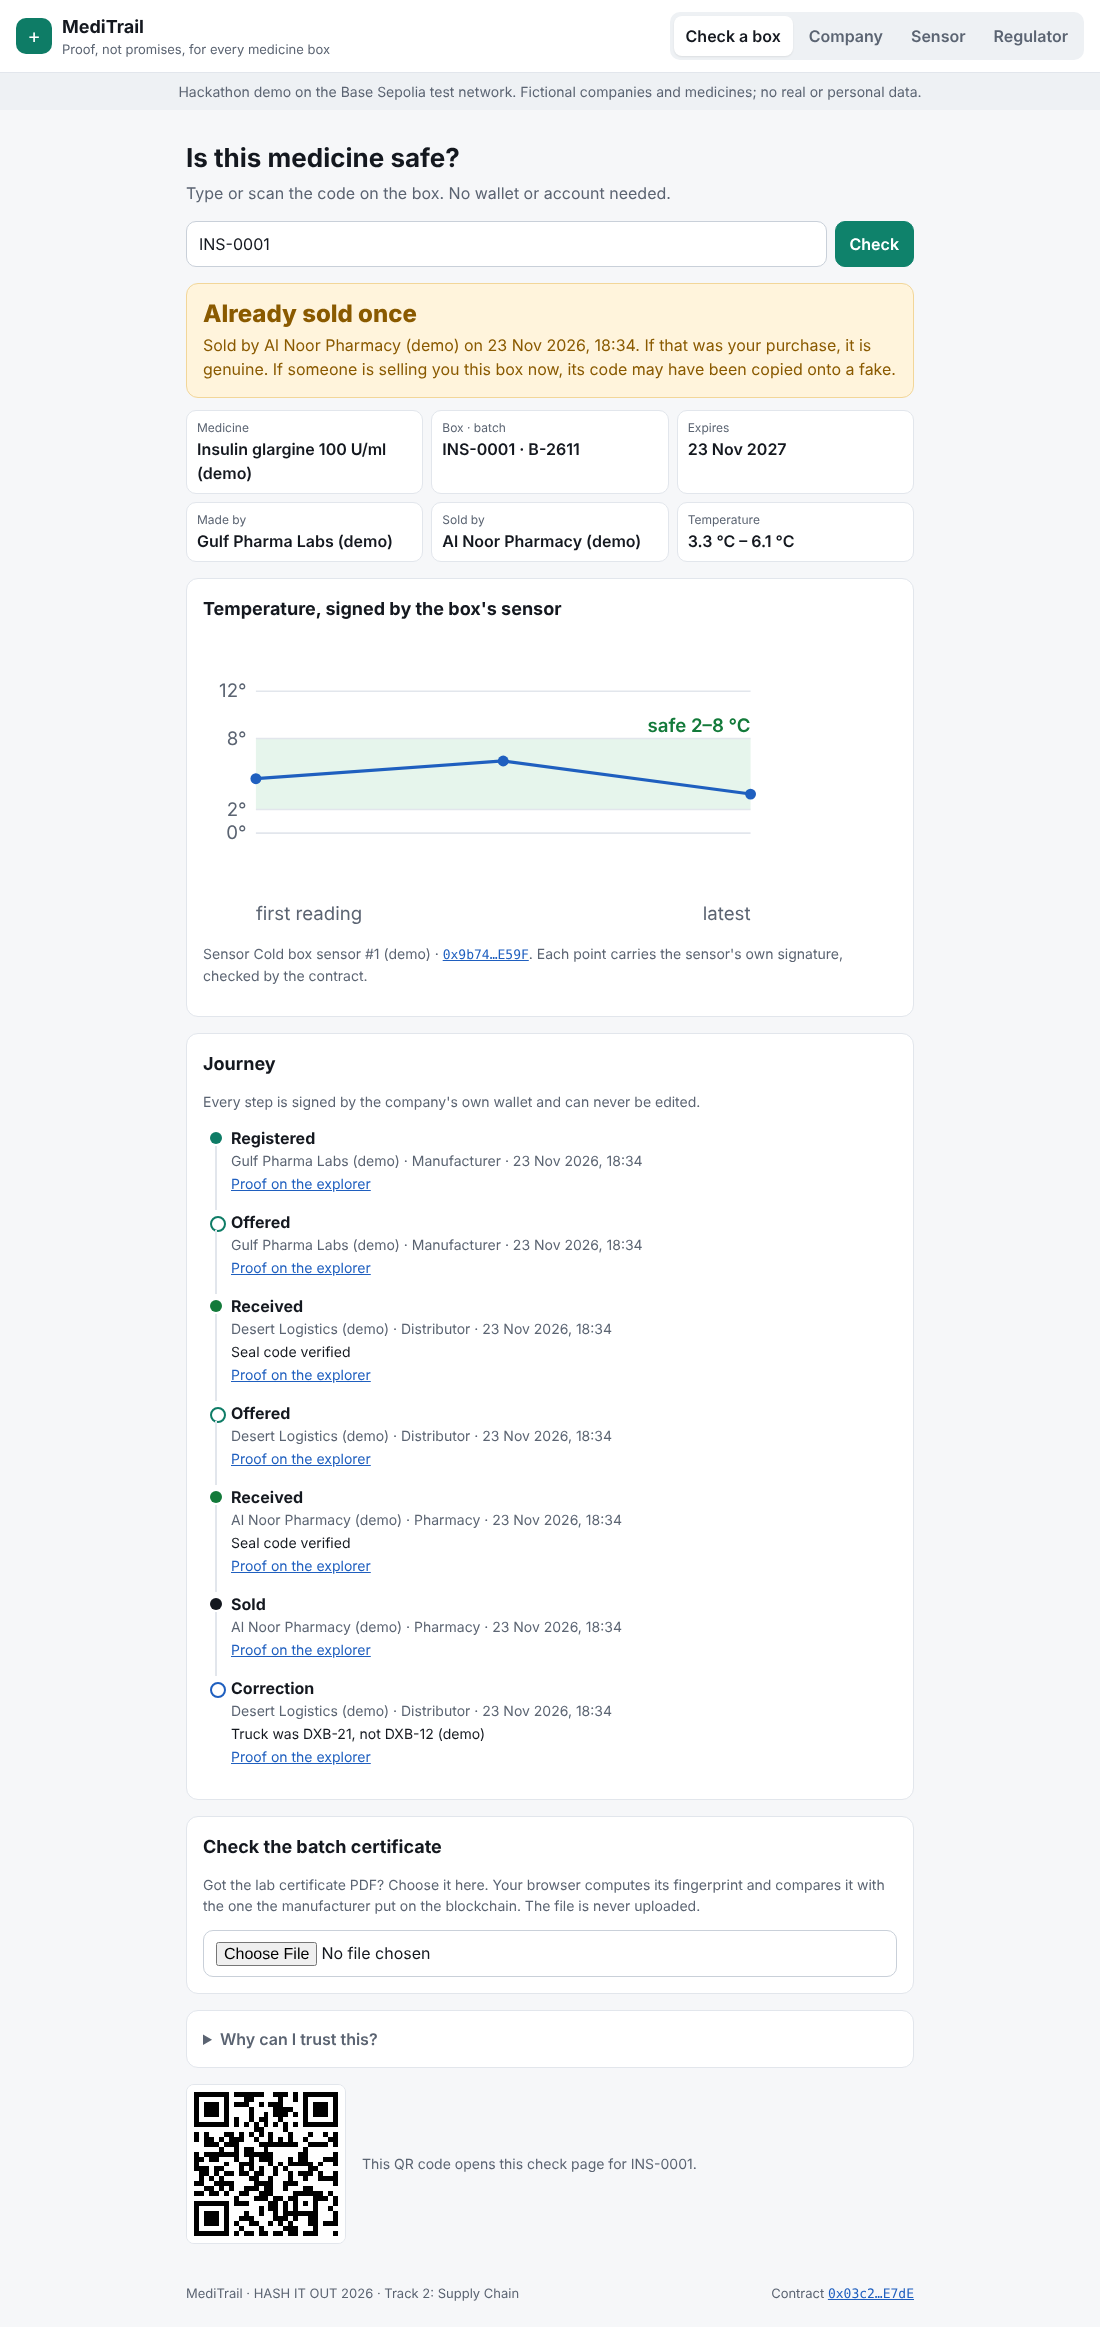 MediTrail
Proof, not promises, for every medicine box
Check a box
Company
Sensor
Regulator
Hackathon demo on the Base Sepolia test network. Fictional companies and medicines; no real or personal data.
Is this medicine safe?
Type or scan the code on the box. No wallet or account needed.
INS-0001
Check
Already sold once
Sold by Al Noor Pharmacy (demo) on 23 Nov 2026, 18:34. If that was your purchase, it is
genuine. If someone is selling you this box now, its code may have been copied onto a fake.
Medicine
Insulin glargine 100 U/ml
(demo)
Box · batch
INS-0001 · B-2611
Expires
23 Nov 2027
Made by
Gulf Pharma Labs (demo)
Sold by
Al Noor Pharmacy (demo)
Temperature
3.3 °C – 6.1 °C
Temperature, signed by the box's sensor
12°
safe 2–8 °C
8°
2°
0°
first reading
latest
Sensor Cold box sensor #1 (demo) · 0x9b74…E59F. Each point carries the sensor's own signature,
checked by the contract.
Journey
Every step is signed by the company's own wallet and can never be edited.
Registered
Gulf Pharma Labs (demo) · Manufacturer · 23 Nov 2026, 18:34
Proof on the explorer
Offered
Gulf Pharma Labs (demo) · Manufacturer · 23 Nov 2026, 18:34
Proof on the explorer
Received
Desert Logistics (demo) · Distributor · 23 Nov 2026, 18:34
Seal code verified
Proof on the explorer
Offered
Desert Logistics (demo) · Distributor · 23 Nov 2026, 18:34
Proof on the explorer
Received
Al Noor Pharmacy (demo) · Pharmacy · 23 Nov 2026, 18:34
Seal code verified
Proof on the explorer
Sold
Al Noor Pharmacy (demo) · Pharmacy · 23 Nov 2026, 18:34
Proof on the explorer
Correction
Desert Logistics (demo) · Distributor · 23 Nov 2026, 18:34
Truck was DXB-21, not DXB-12 (demo)
Proof on the explorer
Check the batch certificate
Got the lab certificate PDF? Choose it here. Your browser computes its fingerprint and compares it with
the one the manufacturer put on the blockchain. The file is never uploaded.
Choose File No file chosen
Why can I trust this?
This QR code opens this check page for INS-0001.
MediTrail · HASH IT OUT 2026 · Track 2: Supply Chain
Contract 0x03c2…E7dE